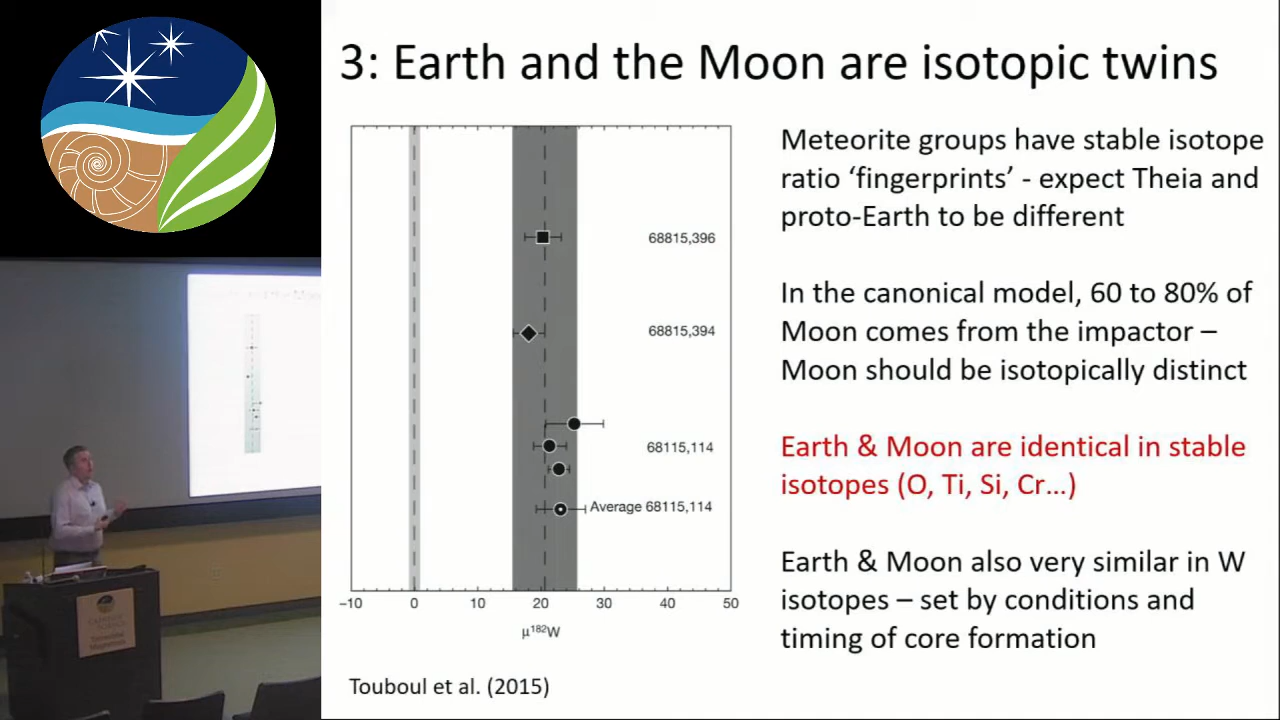 3: Earth and the Moon are isotopic twins
68815,396
68815,394
68115,114
Average 68115,114
−10 0 10 20 30 40 50
μ¹⁸²W
Touboul et al. (2015)
Meteorite groups have stable isotope
ratio ‘fingerprints’ - expect Theia and
proto-Earth to be different
In the canonical model, 60 to 80% of
Moon comes from the impactor –
Moon should be isotopically distinct
Earth & Moon are identical in stable
isotopes (O, Ti, Si, Cr...)
Earth & Moon also very similar in W
isotopes – set by conditions and
timing of core formation